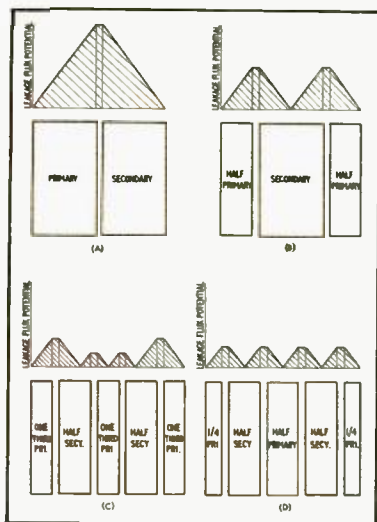 LEAKAGE FLUX POTENTIAL
PRIMARY
SECONDARY
(A)
LEAKAGE FLUX POTENTIAL
HALF
PRIMARY
SECONDARY
HALF
PRIMARY
(B)
LEAKAGE FLUX POTENTIAL
ONE
THIRD
PRI.
HALF
SECY.
ONE
THIRD
PRI.
HALF
SECY
ONE
THIRD
PRI.
(C)
LEAKAGE FLUX POTENTIAL
1/4
PRI
HALF
SECY
HALF
PRIMARY
HALF
SECY.
1/4
PRI.
(D)